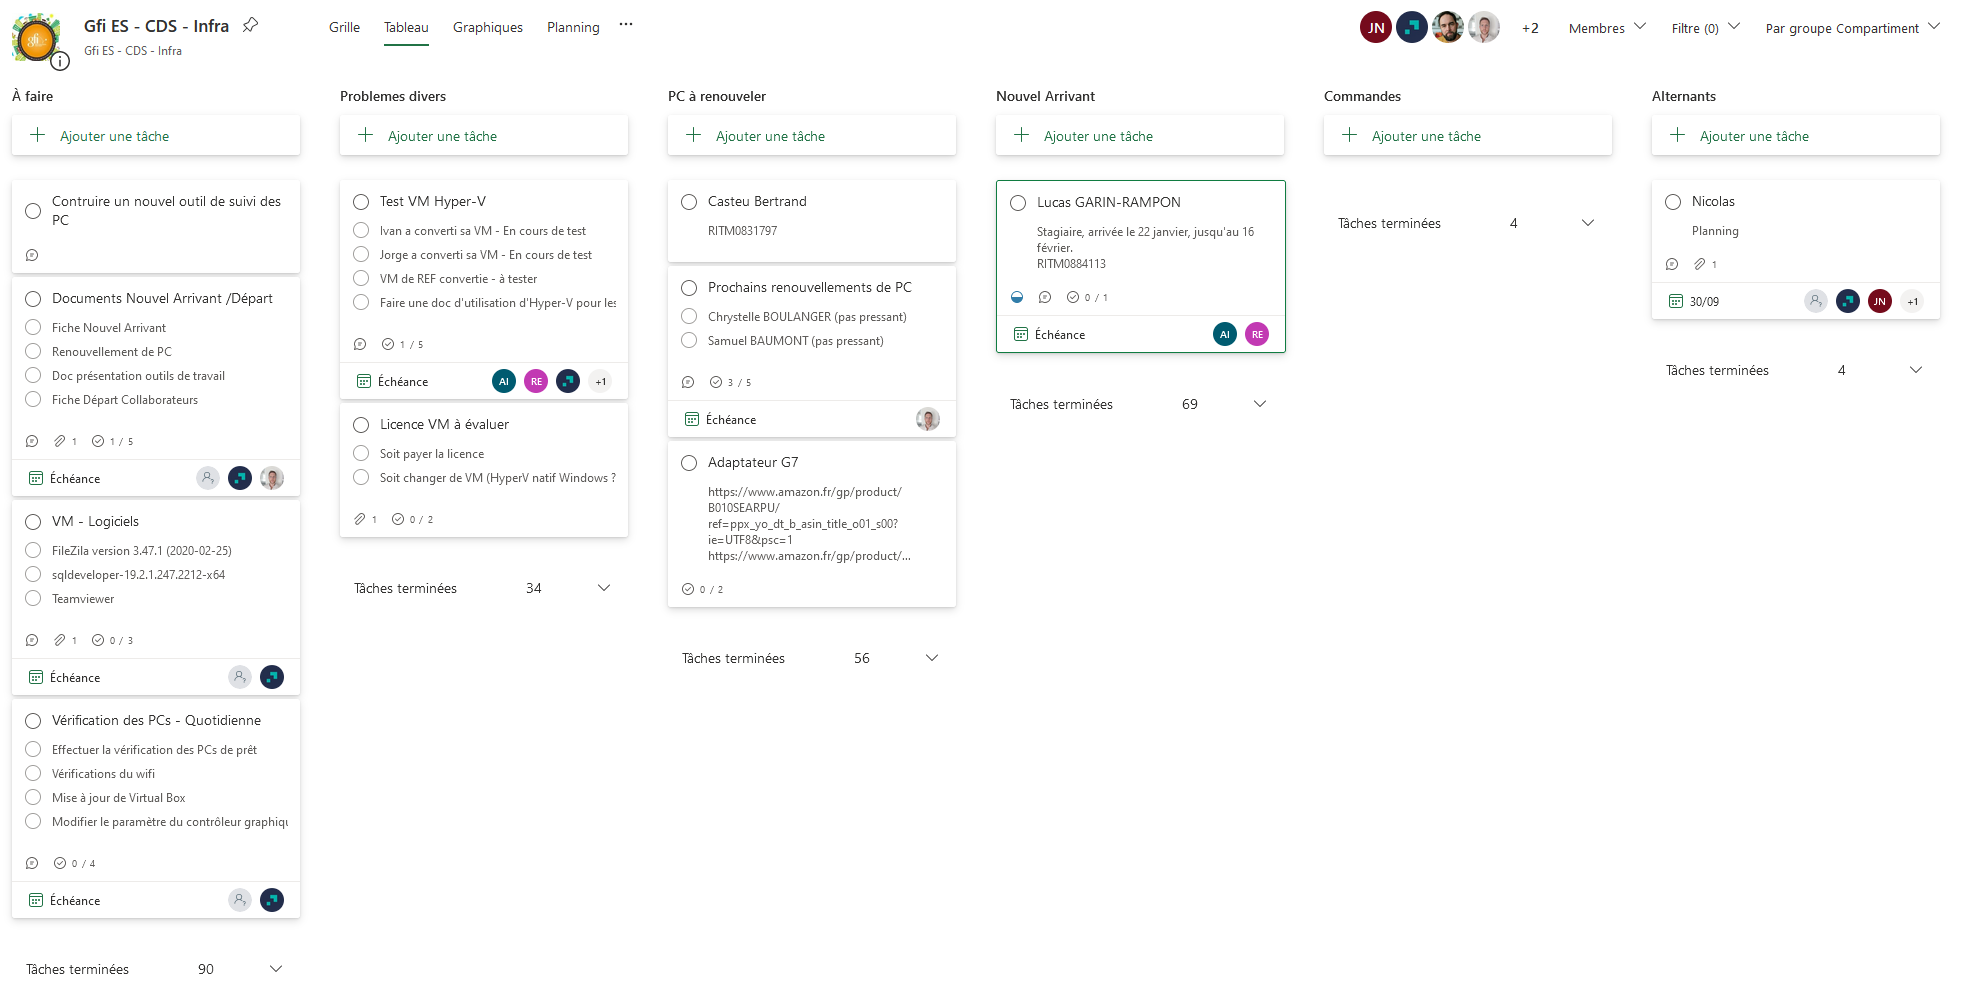 Gfi ES - CDS - Infra
Gfi ES - CDS - Infra
Grille
Tableau
Graphiques
Planning
JN
+2
Membres
Filtre (0)
Par groupe Compartiment
À faire
Ajouter une tâche
Contruire un nouvel outil de suivi des
PC
Documents Nouvel Arrivant /Départ
Fiche Nouvel Arrivant
Renouvellement de PC
Doc présentation outils de travail
Fiche Départ Collaborateurs
1
1 / 5
Échéance
VM - Logiciels
FileZila version 3.47.1 (2020-02-25)
sqldeveloper-19.2.1.247.2212-x64
Teamviewer
1
0 / 3
Échéance
Vérification des PCs - Quotidienne
Effectuer la vérification des PCs de prêt
Vérifications du wifi
Mise à jour de Virtual Box
Modifier le paramètre du contrôleur graphiqu
0 / 4
Échéance
Tâches terminées 90
Problemes divers
Ajouter une tâche
Test VM Hyper-V
Ivan a converti sa VM - En cours de test
Jorge a converti sa VM - En cours de test
VM de REF convertie - à tester
Faire une doc d'utilisation d'Hyper-V pour les
1 / 5
Échéance
AI
RE
+1
Licence VM à évaluer
Soit payer la licence
Soit changer de VM (HyperV natif Windows ?
1
0 / 2
Tâches terminées 34
PC à renouveler
Ajouter une tâche
Casteu Bertrand
RITM0831797
Prochains renouvellements de PC
Chrystelle BOULANGER (pas pressant)
Samuel BAUMONT (pas pressant)
3 / 5
Échéance
Adaptateur G7
https://www.amazon.fr/gp/product/
B010SEARPU/
ref=ppx_yo_dt_b_asin_title_o01_s00?
ie=UTF8&psc=1
https://www.amazon.fr/gp/product/...
0 / 2
Tâches terminées 56
Nouvel Arrivant
Ajouter une tâche
Lucas GARIN-RAMPON
Stagiaire, arrivée le 22 janvier, jusqu'au 16
février.
RITM0884113
0 / 1
Échéance
AI
RE
Tâches terminées 69
Commandes
Ajouter une tâche
Tâches terminées 4
Alternants
Ajouter une tâche
Nicolas
Planning
1
30/09
JN
+1
Tâches terminées 4